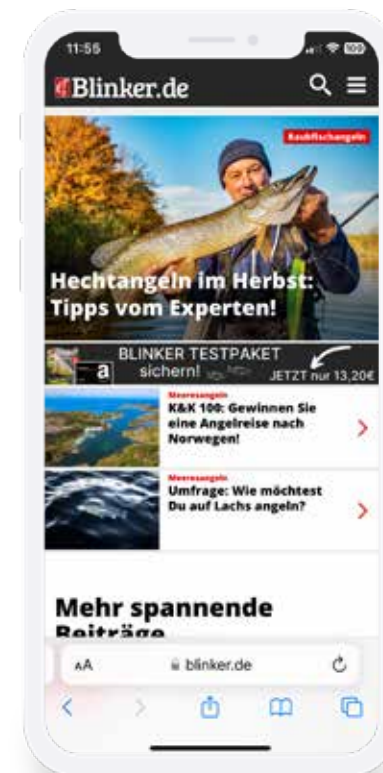 11:55
100
Blinker.de
Raubfischangeln
Hechtangeln im Herbst:
Tipps vom Experten!
BLINKER TESTPAKET
sichern!
a
JETZT nur 13,20€
Meeresangeln
K&K 100: Gewinnen Sie
eine Angelreise nach
Norwegen!
Meeresangeln
Umfrage: Wie möchtest
Du auf Lachs angeln?
Mehr spannende
Beiträge
AA
blinker.de